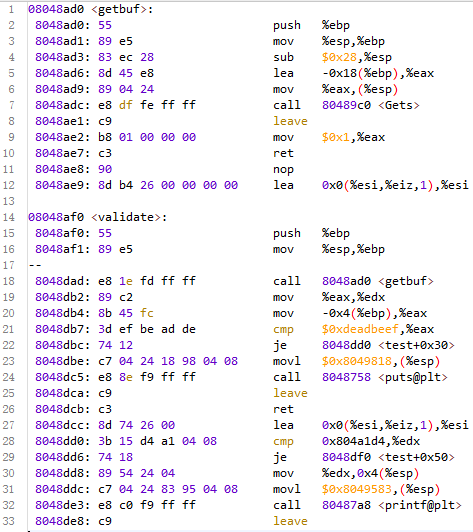 1 08048ad0 <getbuf>:
2 8048ad0: 55 push %ebp
3 8048ad1: 89 e5 mov %esp,%ebp
4 8048ad3: 83 ec 28 sub $0x28,%esp
5 8048ad6: 8d 45 e8 lea -0x18(%ebp),%eax
6 8048ad9: 89 04 24 mov %eax,(%esp)
7 8048adc: e8 df fe ff ff call 80489c0 <Gets>
8 8048ae1: c9 leave
9 8048ae2: b8 01 00 00 00 mov $0x1,%eax
10 8048ae7: c3 ret
11 8048ae8: 90 nop
12 8048ae9: 8d b4 26 00 00 00 00 lea 0x0(%esi,%eiz,1),%esi
13
14 08048af0 <validate>:
15 8048af0: 55 push %ebp
16 8048af1: 89 e5 mov %esp,%ebp
17 --
18 8048dad: e8 1e fd ff ff call 8048ad0 <getbuf>
19 8048db2: 89 c2 mov %eax,%edx
20 8048db4: 8b 45 fc mov -0x4(%ebp),%eax
21 8048db7: 3d ef be ad de cmp $0xdeadbeef,%eax
22 8048dbc: 74 12 je 8048dd0 <test+0x30>
23 8048dbe: c7 04 24 18 98 04 08 movl $0x8049818,(%esp)
24 8048dc5: e8 8e f9 ff ff call 8048758 <puts@plt>
25 8048dca: c9 leave
26 8048dcb: c3 ret
27 8048dcc: 8d 74 26 00 lea 0x0(%esi,%eiz,1),%esi
28 8048dd0: 3b 15 d4 a1 04 08 cmp 0x804a1d4,%edx
29 8048dd6: 74 18 je 8048df0 <test+0x50>
30 8048dd8: 89 54 24 04 mov %edx,0x4(%esp)
31 8048ddc: c7 04 24 83 95 04 08 movl $0x8049583,(%esp)
32 8048de3: e8 c0 f9 ff ff call 80487a8 <printf@plt>
33 8048de8: c9 leave